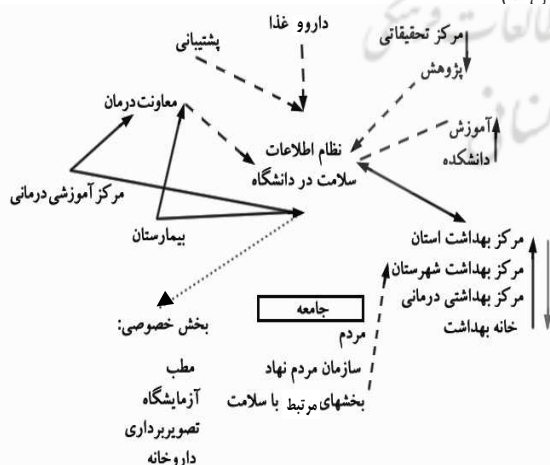 مطالعات فرهنگی
دارو و غذا
پشتیبانی
مرکز تحقیقاتی
پژوهش
معاونت درمان
آموزش
دانشکده
نظام اطلاعات
سلامت در دانشگاه
مرکز آموزشی درمانی
بیمارستان
مرکز بهداشت استان
مرکز بهداشت شهرستان
مرکز بهداشتی درمانی
خانه بهداشت
جامعه
مردم
سازمان مردم نهاد
بخشهای مرتبط با سلامت
بخش خصوصی:
مطب
آزمایشگاه
تصویربرداری
داروخانه